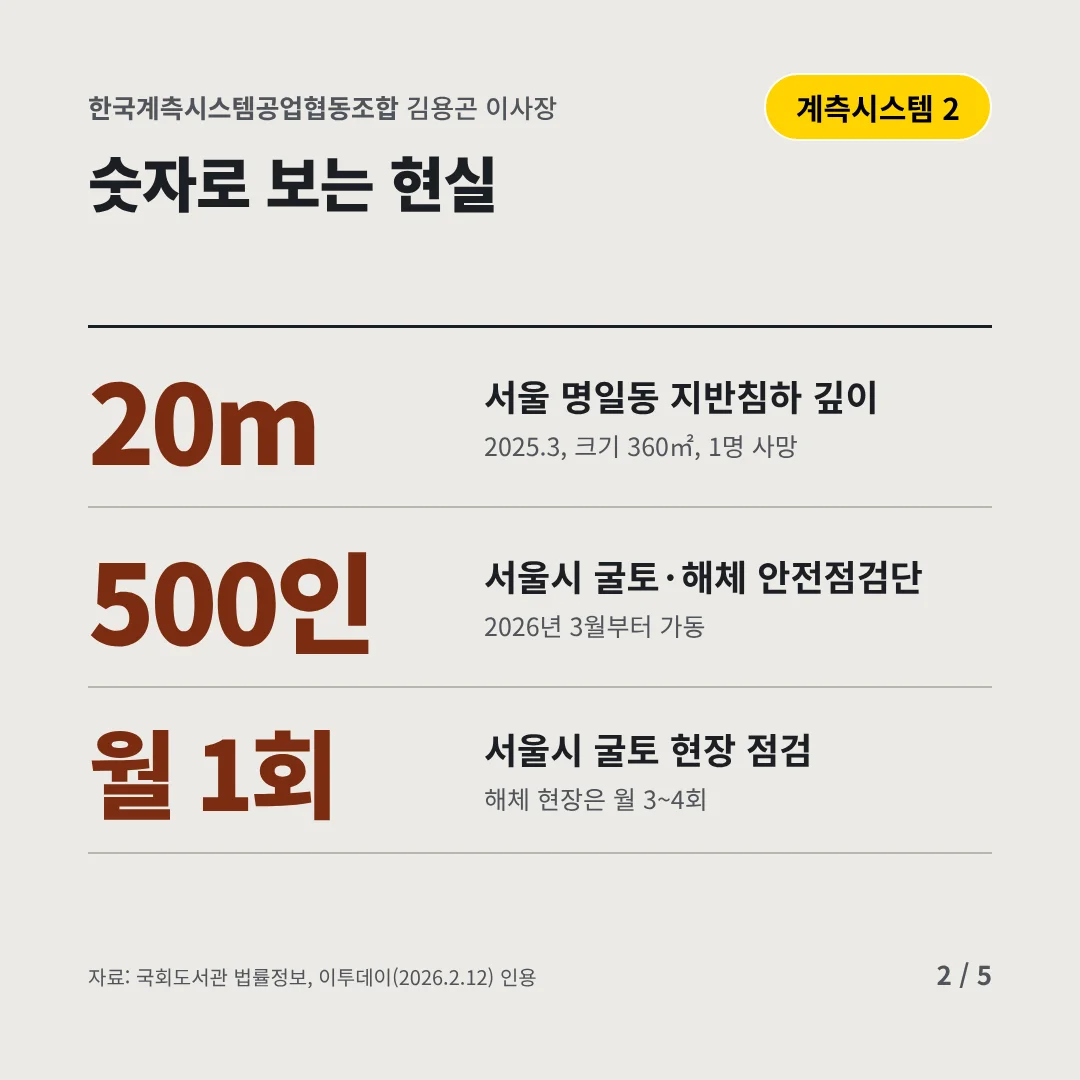 한국계측시스템공업협동조합 김용곤 이사장
계측시스템 2
숫자로 보는 현실
20m
서울 명일동 지반침하 깊이
2025.3, 크기 360㎡, 1명 사망
500인
서울시 굴토·해체 안전점검단
2026년 3월부터 가동
월 1회
서울시 굴토 현장 점검
해체 현장은 월 3~4회
자료: 국회도서관 법률정보, 이투데이(2026.2.12) 인용
2 / 5